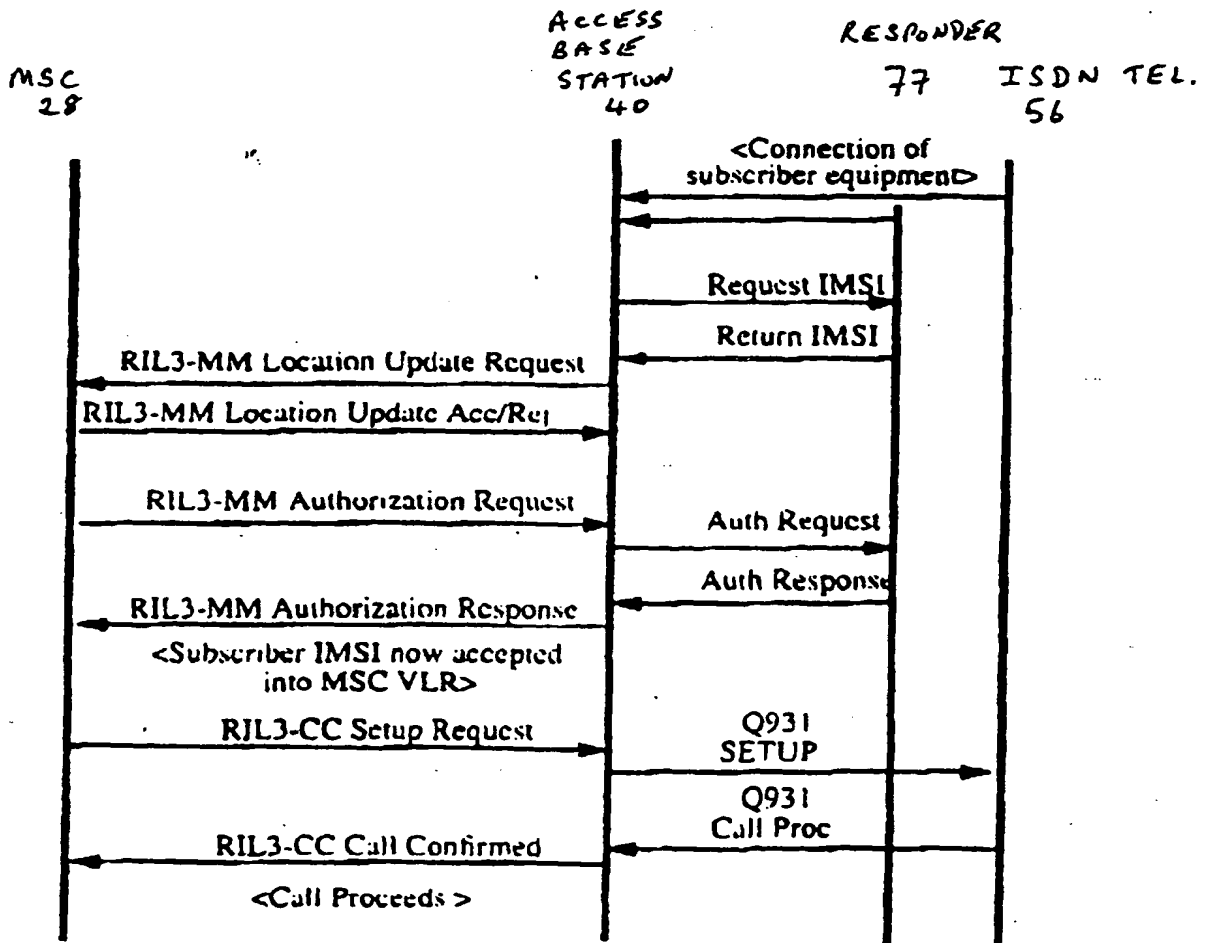 ACCESS
BASE
STATION
40
RESPONDER
77
ISDN TEL.
56
MSC
28
<Connection of
subscriber equipment>
Request IMSI
Return IMSI
RIL3-MM Location Update Request
RIL3-MM Location Update Acc/Rej
RIL3-MM Authorization Request
Auth Request
Auth Response
RIL3-MM Authorization Response
<Subscriber IMSI now accepted
into MSC VLR>
RIL3-CC Setup Request
Q931
SETUP
Q931
Call Proc
RIL3-CC Call Confirmed
<Call Proceeds >